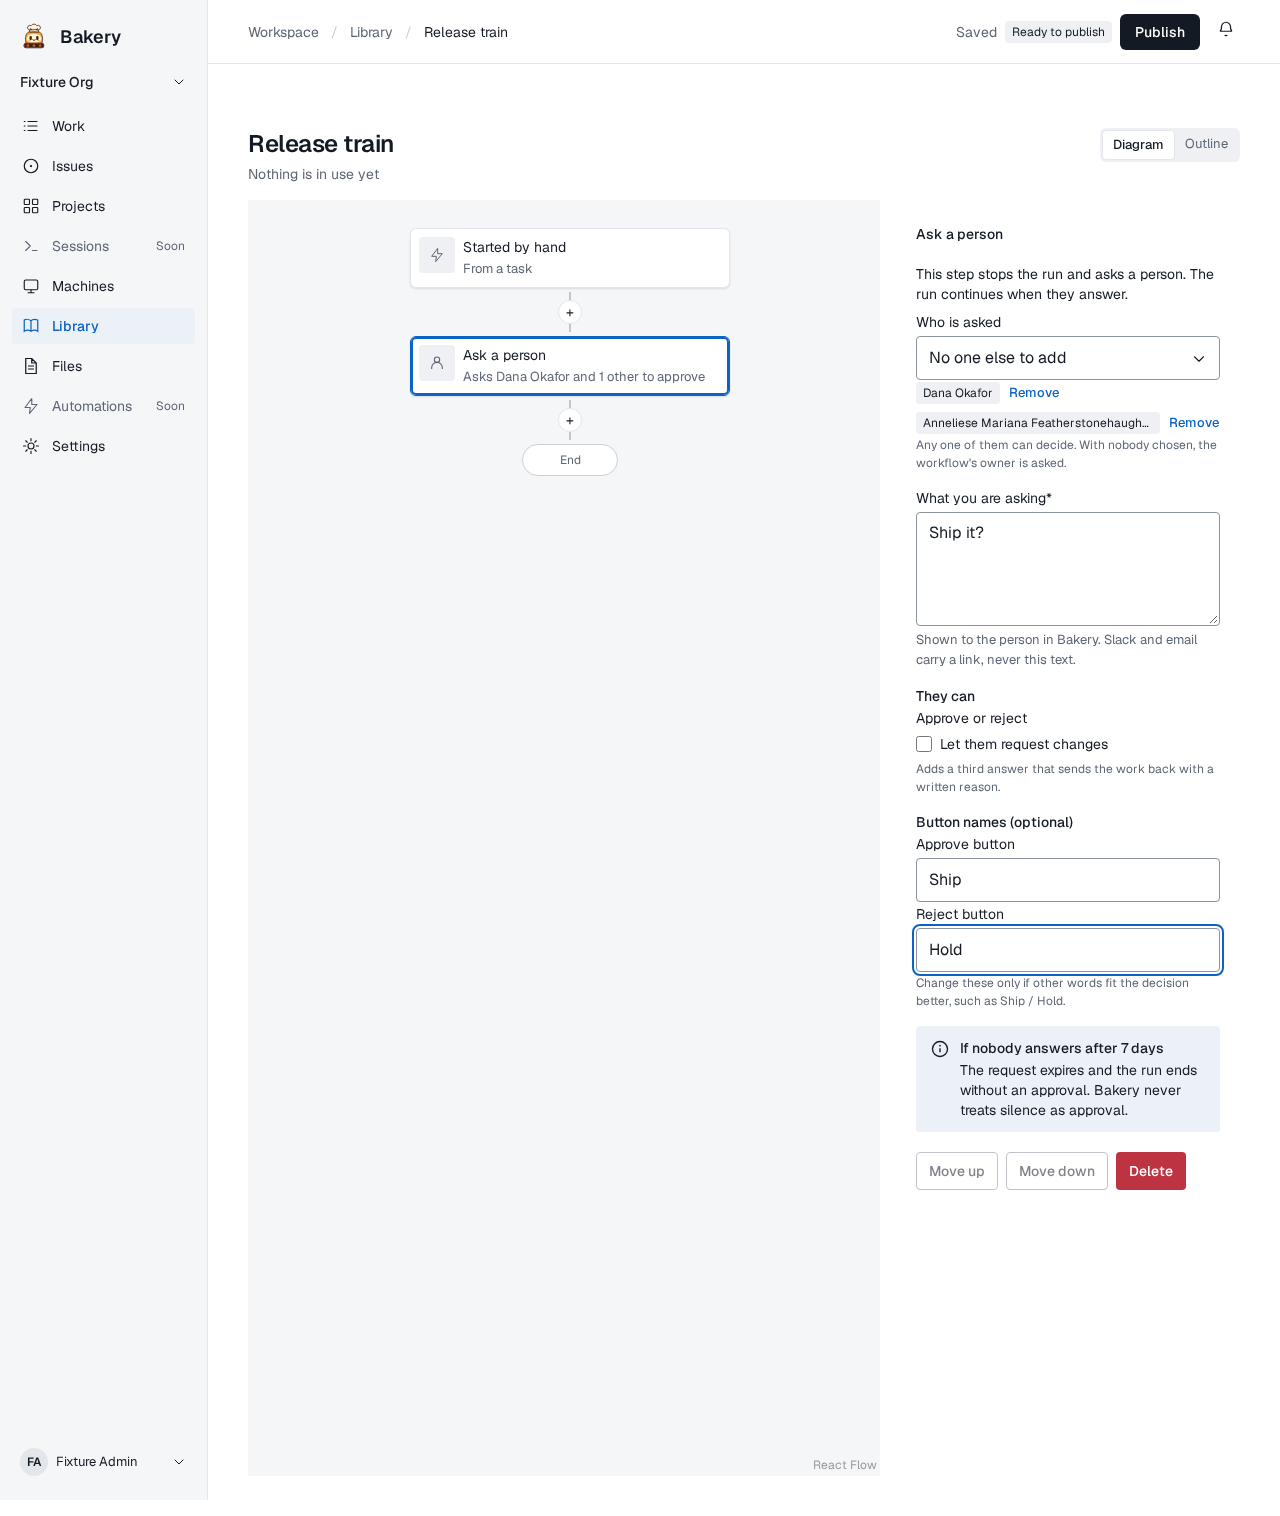 Bakery
Fixture Org
Work
Issues
Projects
Sessions Soon
Machines
Library
Files
Automations Soon
Settings
FA Fixture Admin
Workspace / Library / Release train
Saved Ready to publish Publish
Release train
Nothing is in use yet
Diagram Outline
Started by hand
From a task
+
Ask a person
Asks Dana Okafor and 1 other to approve
+
End
React Flow
Ask a person
This step stops the run and asks a person. The
run continues when they answer.
Who is asked
No one else to add
Dana Okafor Remove
Anneliese Mariana Featherstonehaugh... Remove
Any one of them can decide. With nobody chosen, the
workflow's owner is asked.
What you are asking*
Ship it?
Shown to the person in Bakery. Slack and email
carry a link, never this text.
They can
Approve or reject
Let them request changes
Adds a third answer that sends the work back with a
written reason.
Button names (optional)
Approve button
Ship
Reject button
Hold
Change these only if other words fit the decision
better, such as Ship / Hold.
If nobody answers after 7 days
The request expires and the run ends
without an approval. Bakery never
treats silence as approval.
Move up Move down Delete